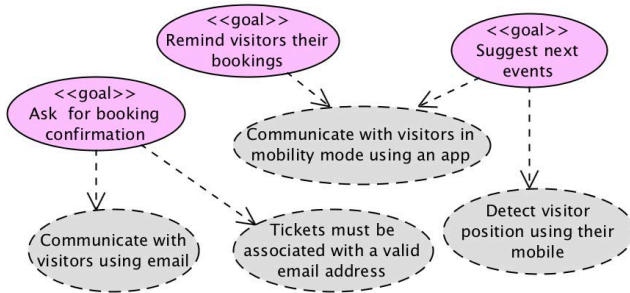 <<goal>>
Remind visitors their
bookings
<<goal>>
Suggest next
events
<<goal>>
Ask for booking
confirmation
Communicate with visitors in
mobility mode using an app
Communicate with
visitors using email
Tickets must be
associated with a valid
email address
Detect visitor
position using their
mobile